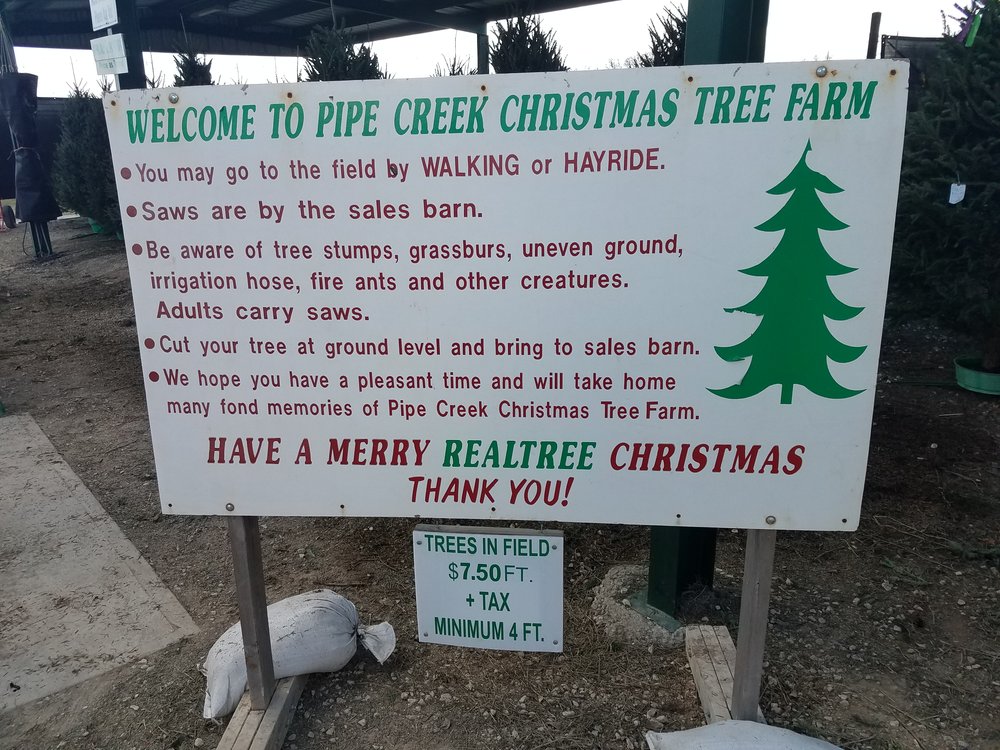 WELCOME TO PIPE CREEK CHRISTMAS TREE FARM
• You may go to the field by WALKING or HAYRIDE.
• Saws are by the sales barn.
• Be aware of tree stumps, grassburs, uneven ground,
irrigation hose, fire ants and other creatures.
Adults carry saws.
• Cut your tree at ground level and bring to sales barn.
• We hope you have a pleasant time and will take home
many fond memories of Pipe Creek Christmas Tree Farm.
HAVE A MERRY REALTREE CHRISTMAS
THANK YOU!
TREES IN FIELD
$7.50 FT.
+ TAX
MINIMUM 4 FT.